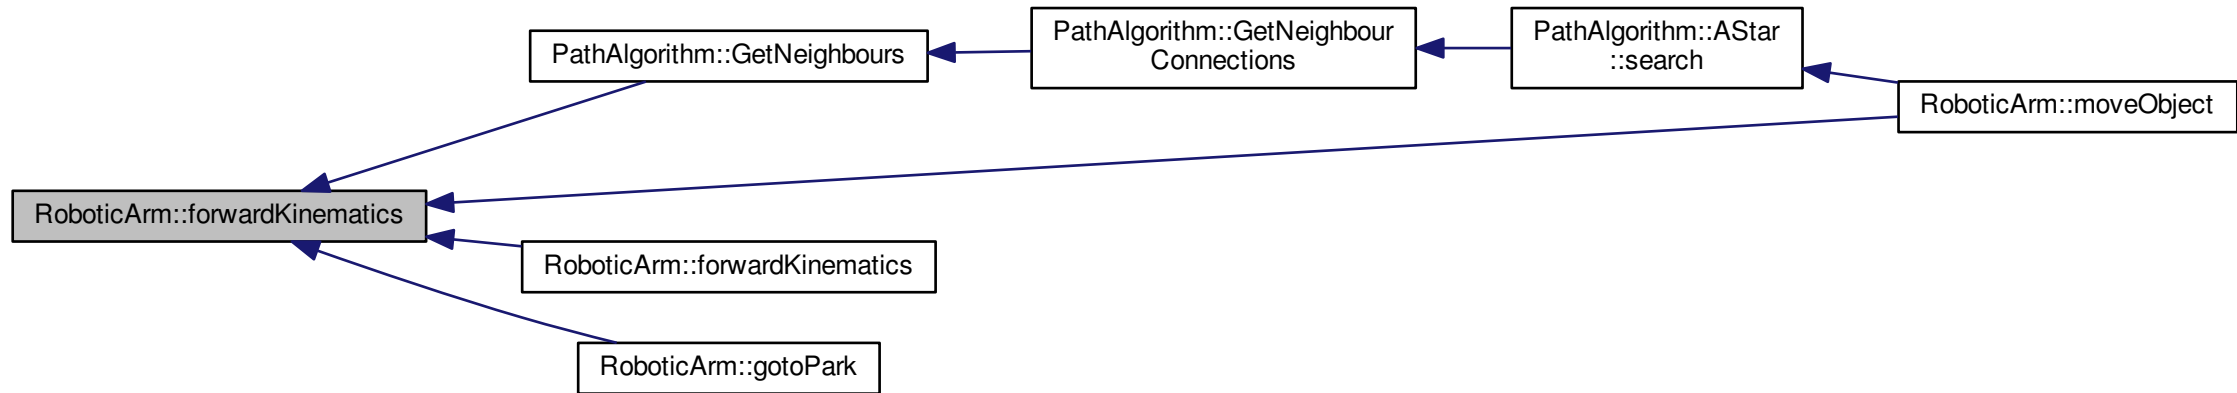 PathAlgorithm::GetNeighbours
PathAlgorithm::GetNeighbour
Connections
PathAlgorithm::AStar
::search
RoboticArm::moveObject
RoboticArm::forwardKinematics
RoboticArm::forwardKinematics
RoboticArm::gotoPark